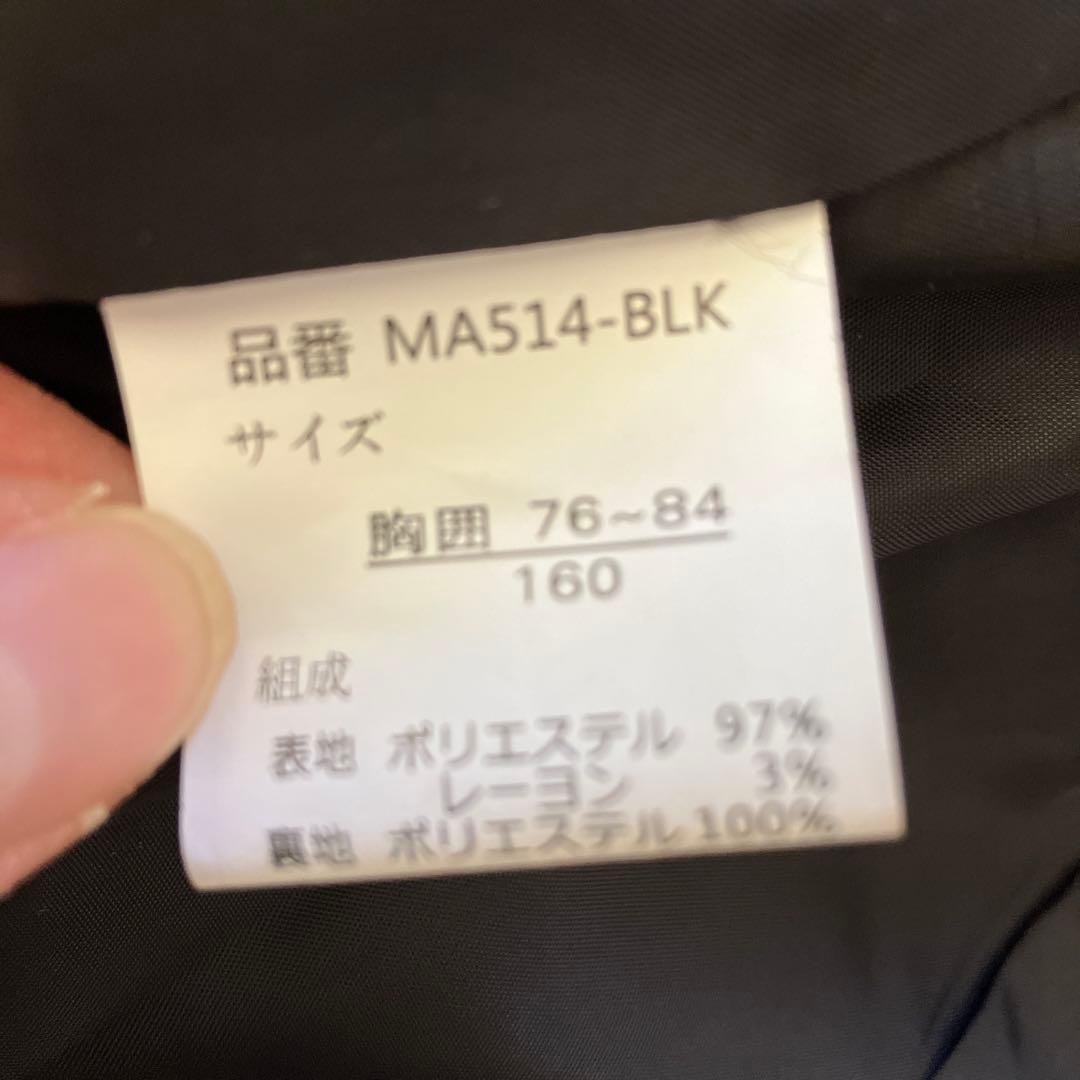 品番 MA514-BLK
サイズ
胸囲 76~84
160
組成
表地 ポリエステル 97%
レーヨン 3%
裏地 ポリエステル 100%